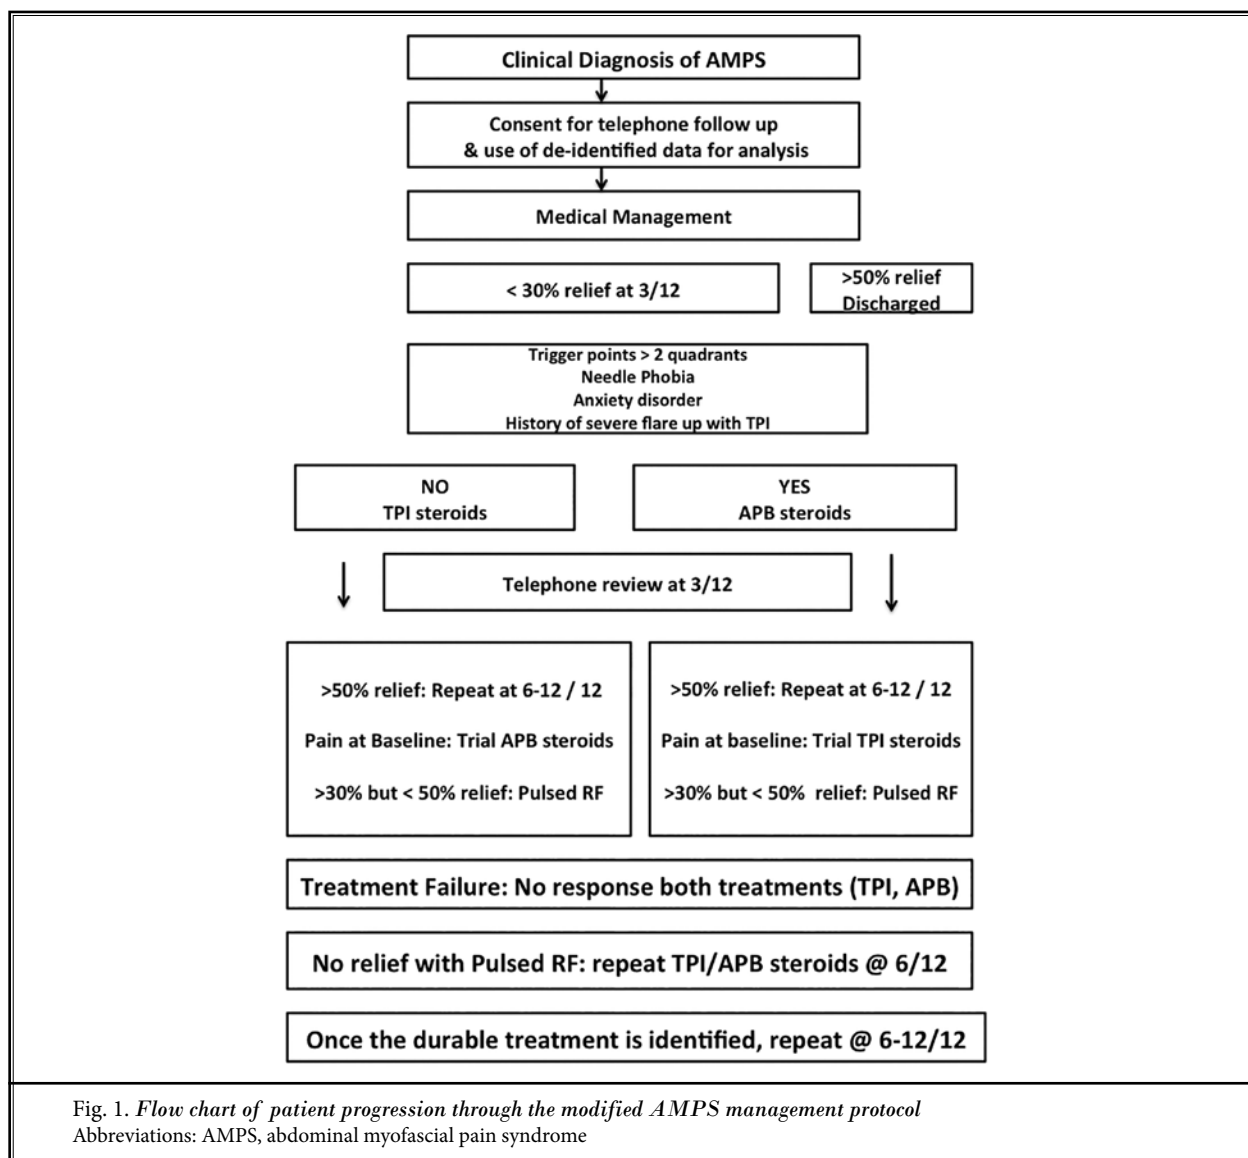 Clinical Diagnosis of AMPS
Consent for telephone follow up
& use of de-identified data for analysis
Medical Management
< 30% relief at 3/12
>50% relief
Discharged
Trigger points > 2 quadrants
Needle Phobia
Anxiety disorder
History of severe flare up with TPI
NO
TPI steroids
YES
APB steroids
Telephone review at 3/12
>50% relief: Repeat at 6-12 / 12
Pain at Baseline: Trial APB steroids
>30% but < 50% relief: Pulsed RF
>50% relief: Repeat at 6-12 / 12
Pain at baseline: Trial TPI steroids
>30% but < 50% relief: Pulsed RF
Treatment Failure: No response both treatments (TPI, APB)
No relief with Pulsed RF: repeat TPI/APB steroids @ 6/12
Once the durable treatment is identified, repeat @ 6-12/12
Fig. 1. Flow chart of patient progression through the modified AMPS management protocol
Abbreviations: AMPS, abdominal myofascial pain syndrome